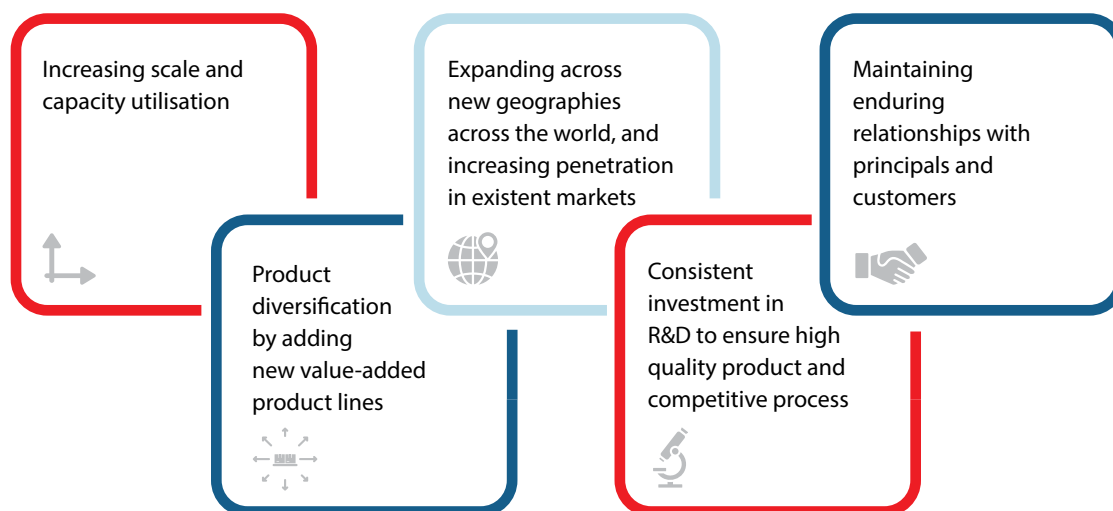 Increasing scale and
capacity utilisation
Product
diversification
by adding
new value-added
product lines
Expanding across
new geographies
across the world, and
increasing penetration
in existent markets
Consistent
investment in
R&D to ensure high
quality product and
competitive process
Maintaining
enduring
relationships with
principals and
customers